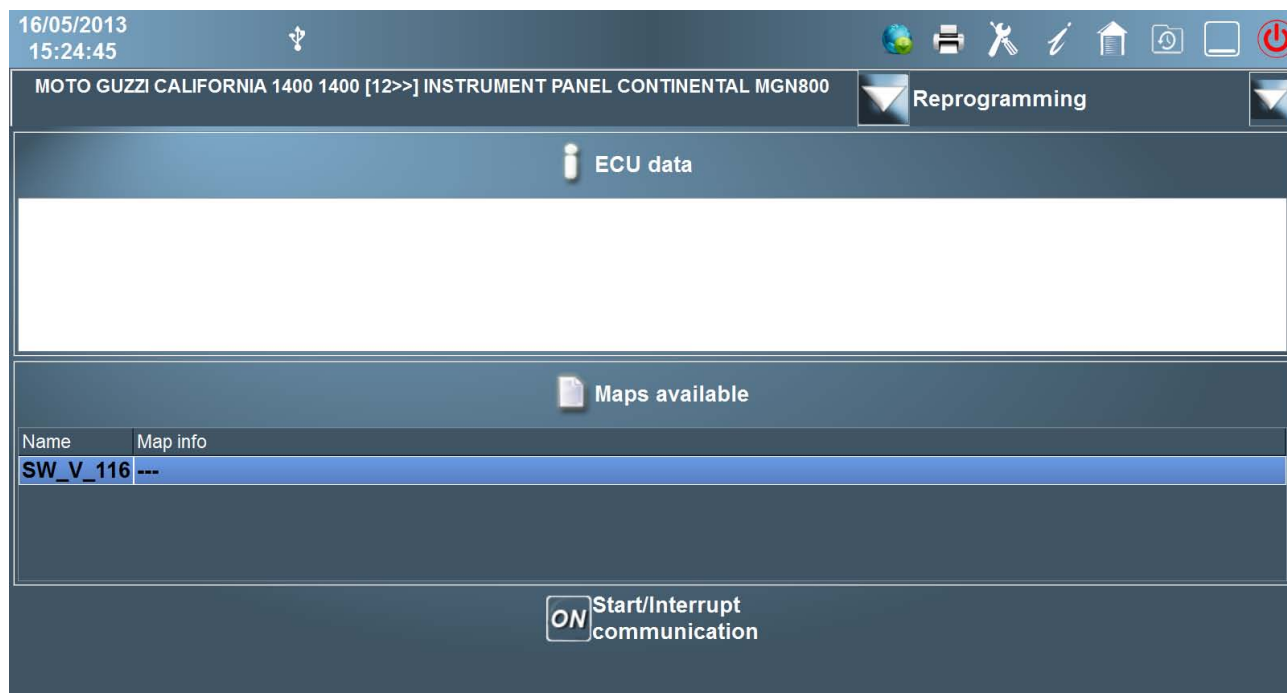 16/05/2013
15:24:45
MOTO GUZZI CALIFORNIA 1400 1400 [12>>] INSTRUMENT PANEL CONTINENTAL MGN800
Reprogramming
ECU data
Maps available
Name Map info
SW_V_116 ---
ON Start/Interrupt
communication